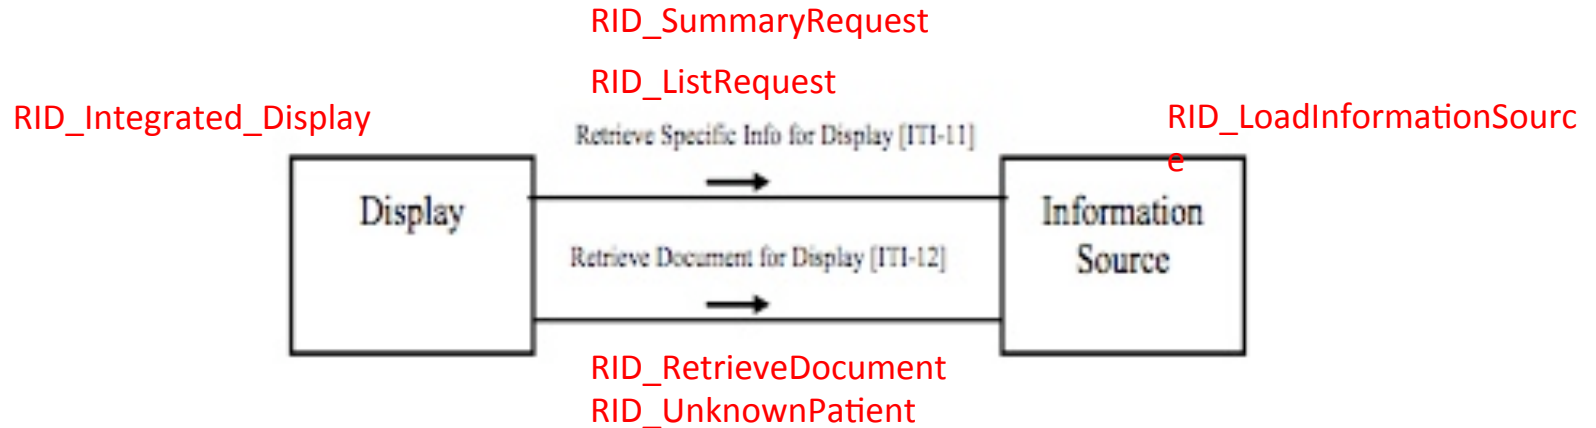 RID_SummaryRequest
RID_ListRequest
RID_Integrated_Display
RID_LoadInformationSourc
e
Retrieve Specific Info for Display [ITI-11]
Display
Information
Source
Retrieve Document for Display [ITI-12]
RID_RetrieveDocument
RID_UnknownPatient